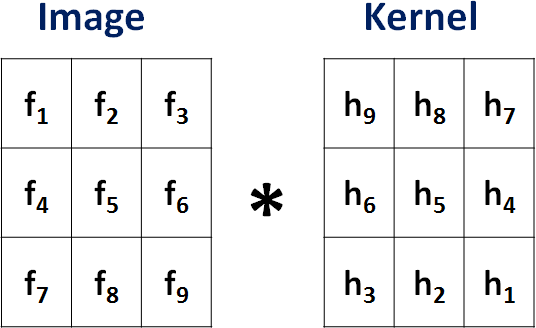 Image Kernel
f₁ f₂ f₃ h₉ h₈ h₇
f₄ f₅ f₆ * h₆ h₅ h₄
f₇ f₈ f₉ h₃ h₂ h₁